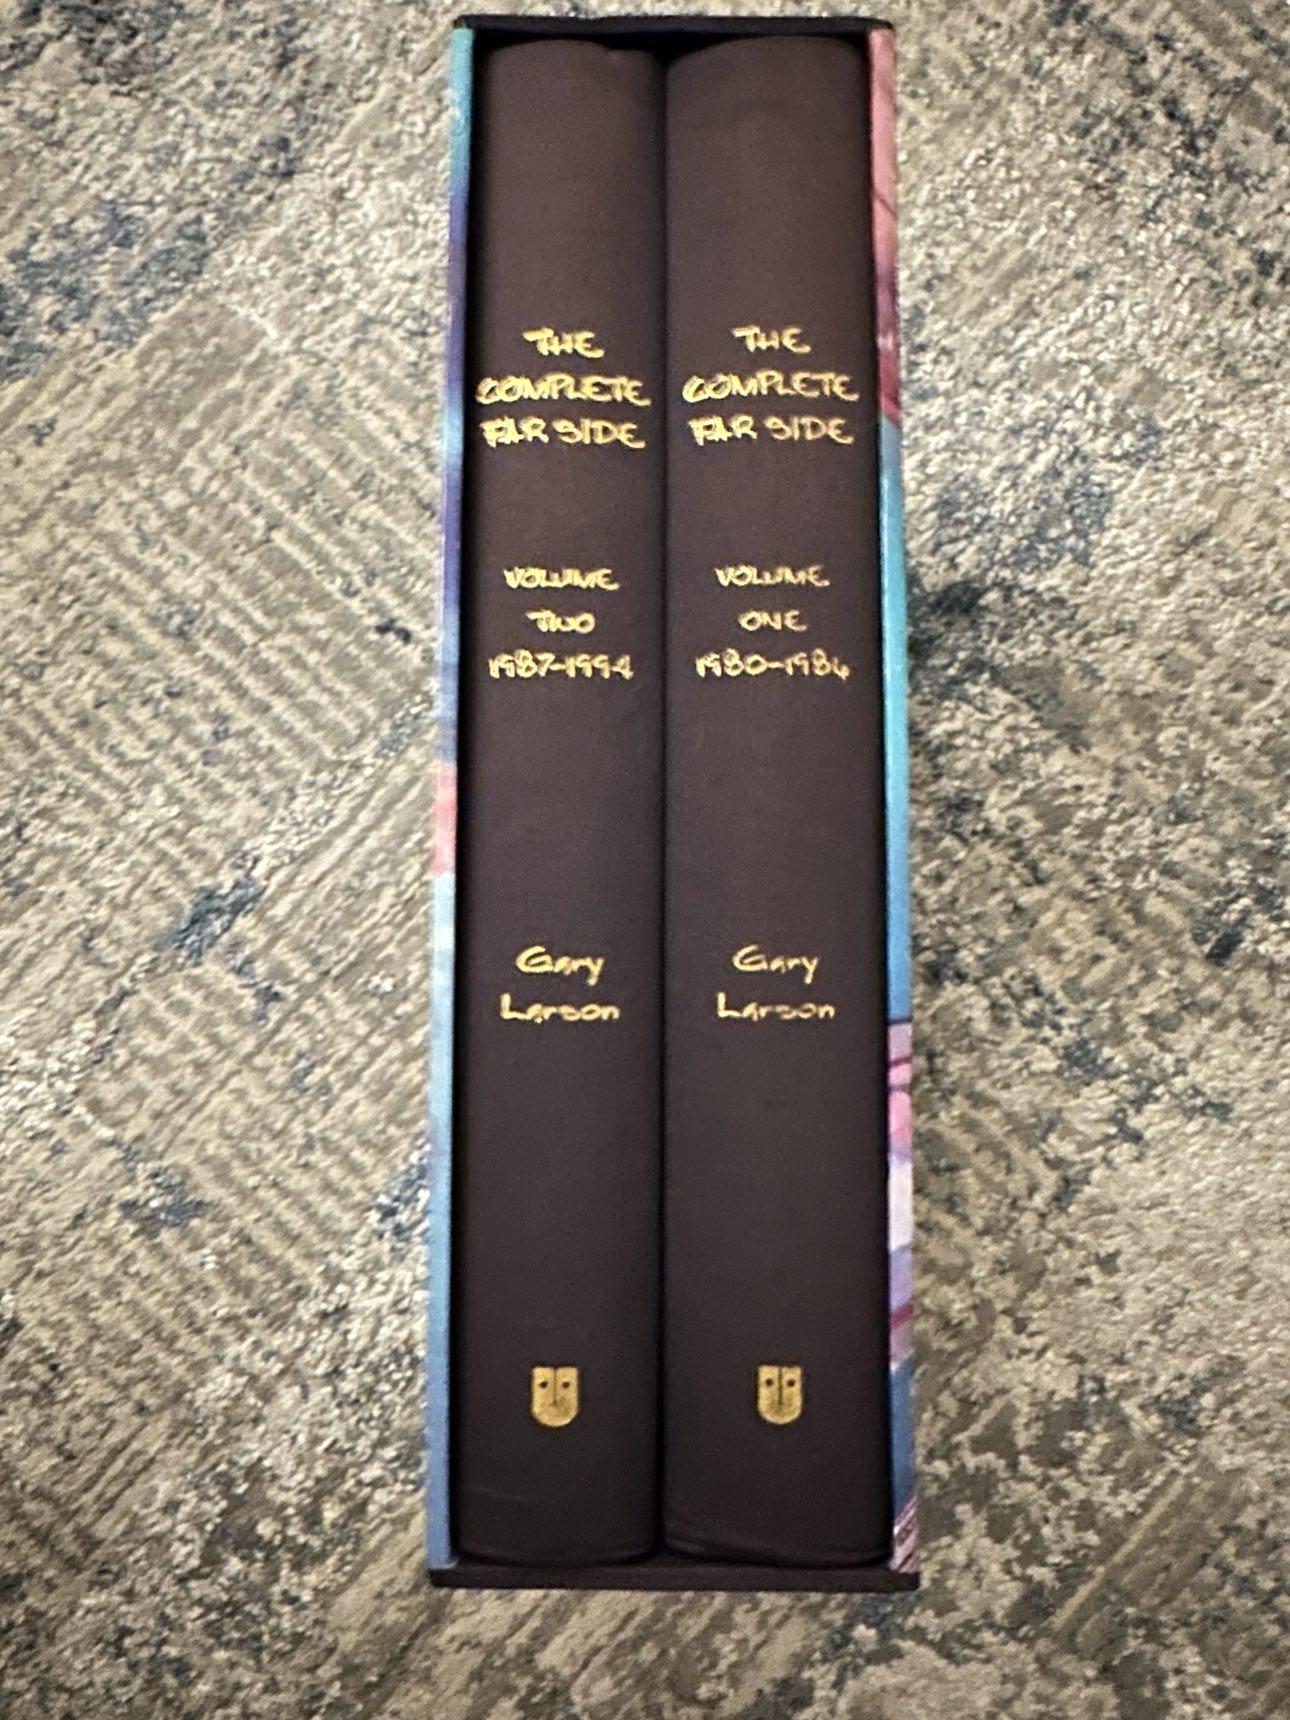 THE
COMPLETE
FAR SIDE
VOLUME
TWO
1987-1994
Gary
Larson
THE
COMPLETE
FAR SIDE
VOLUME
ONE
1980-1986
Gary
Larson